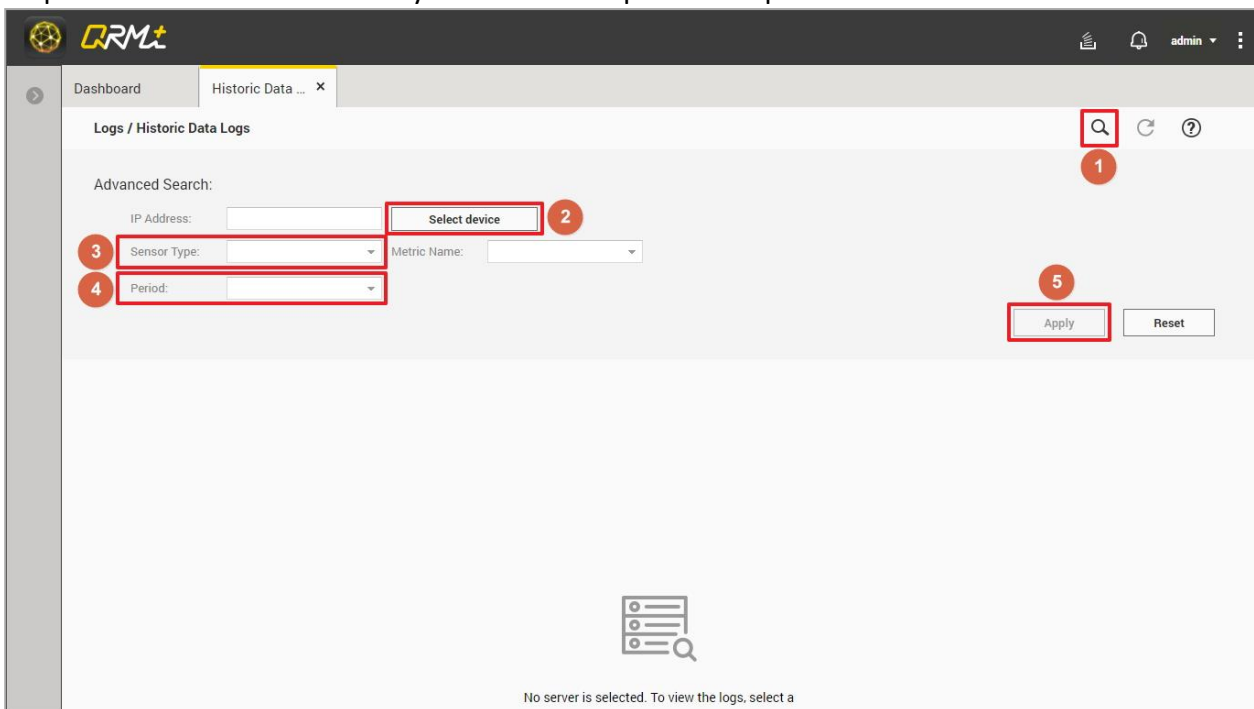 QRM+
admin
Dashboard
Historic Data ... ×
Logs / Historic Data Logs
1
Advanced Search:
IP Address:
Select device
2
3
Sensor Type:
Metric Name:
4
Period:
5
Apply
Reset
No server is selected. To view the logs, select a